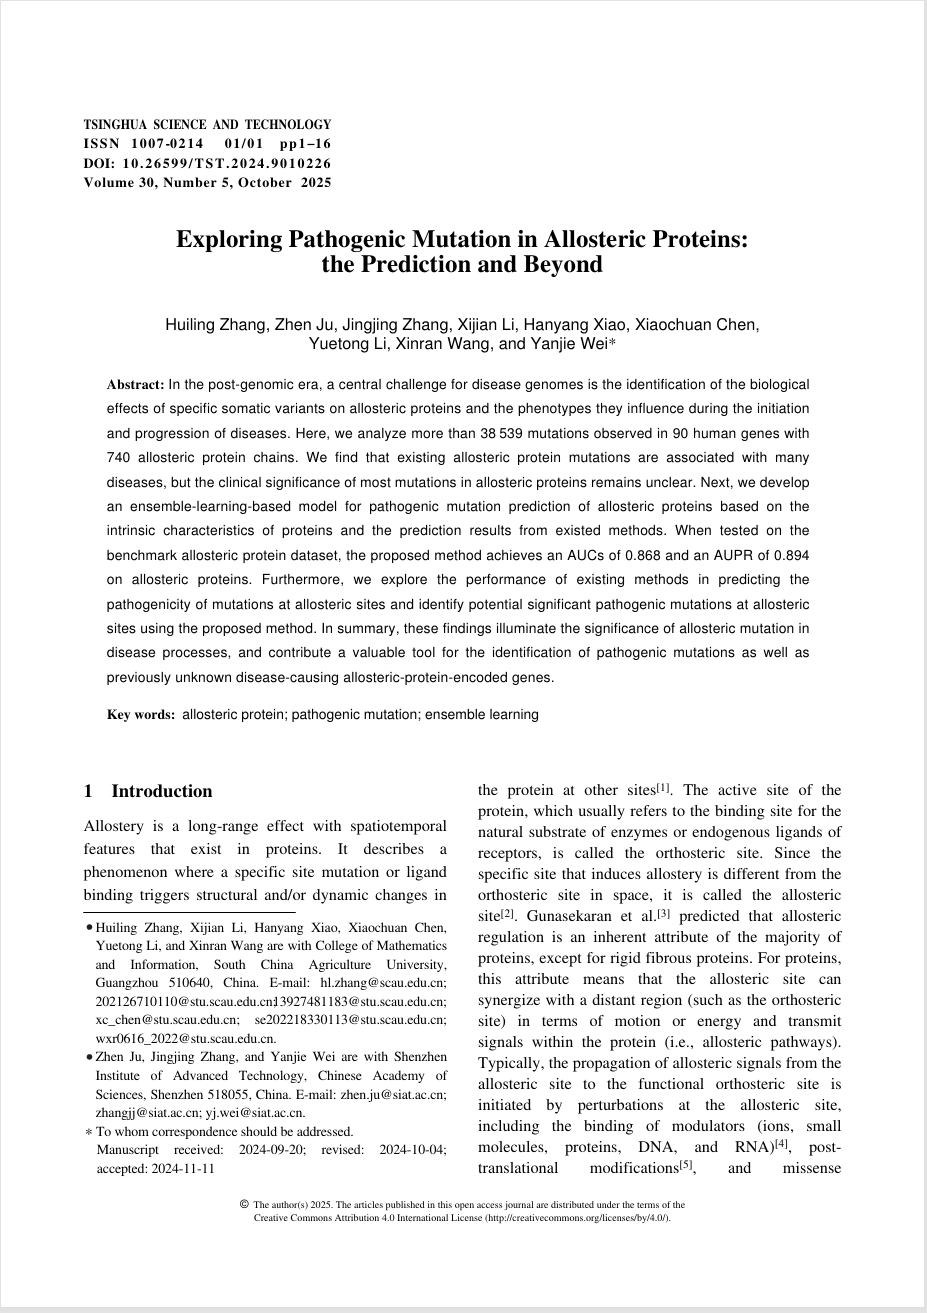 TSINGHUA SCIENCE AND TECHNOLOGY
ISSN 1007-0214 01/01 pp1–16
DOI: 10.26599/TST.2024.9010226
Volume 30, Number 5, October 2025
Exploring Pathogenic Mutation in Allosteric Proteins:
the Prediction and Beyond
Huiling Zhang, Zhen Ju, Jingjing Zhang, Xijian Li, Hanyang Xiao, Xiaochuan Chen,
Yuetong Li, Xinran Wang, and Yanjie Wei*
Abstract: In the post-genomic era, a central challenge for disease genomes is the identification of the biological
effects of specific somatic variants on allosteric proteins and the phenotypes they influence during the initiation
and progression of diseases. Here, we analyze more than 38 539 mutations observed in 90 human genes with
740 allosteric protein chains. We find that existing allosteric protein mutations are associated with many
diseases, but the clinical significance of most mutations in allosteric proteins remains unclear. Next, we develop
an ensemble-learning-based model for pathogenic mutation prediction of allosteric proteins based on the
intrinsic characteristics of proteins and the prediction results from existed methods. When tested on the
benchmark allosteric protein dataset, the proposed method achieves an AUCs of 0.868 and an AUPR of 0.894
on allosteric proteins. Furthermore, we explore the performance of existing methods in predicting the
pathogenicity of mutations at allosteric sites and identify potential significant pathogenic mutations at allosteric
sites using the proposed method. In summary, these findings illuminate the significance of allosteric mutation in
disease processes, and contribute a valuable tool for the identification of pathogenic mutations as well as
previously unknown disease-causing allosteric-protein-encoded genes.
Key words: allosteric protein; pathogenic mutation; ensemble learning
1 Introduction
Allostery is a long-range effect with spatiotemporal
features that exist in proteins. It describes a
phenomenon where a specific site mutation or ligand
binding triggers structural and/or dynamic changes in
● Huiling Zhang, Xijian Li, Hanyang Xiao, Xiaochuan Chen,
Yuetong Li, and Xinran Wang are with College of Mathematics
and Information, South China Agriculture University,
Guangzhou 510640, China. E-mail: hl.zhang@scau.edu.cn;
202126710110@stu.scau.edu.cn;13927481183@stu.scau.edu.cn;
xc_chen@stu.scau.edu.cn; se202218330113@stu.scau.edu.cn;
wxr0616_2022@stu.scau.edu.cn.
● Zhen Ju, Jingjing Zhang, and Yanjie Wei are with Shenzhen
Institute of Advanced Technology, Chinese Academy of
Sciences, Shenzhen 518055, China. E-mail: zhen.ju@siat.ac.cn;
zhangjj@siat.ac.cn; yj.wei@siat.ac.cn.
* To whom correspondence should be addressed.
Manuscript received: 2024-09-20; revised: 2024-10-04;
accepted: 2024-11-11
the protein at other sites[1]. The active site of the
protein, which usually refers to the binding site for the
natural substrate of enzymes or endogenous ligands of
receptors, is called the orthosteric site. Since the
specific site that induces allostery is different from the
orthosteric site in space, it is called the allosteric
site[2]. Gunasekaran et al.[3] predicted that allosteric
regulation is an inherent attribute of the majority of
proteins, except for rigid fibrous proteins. For proteins,
this attribute means that the allosteric site can
synergize with a distant region (such as the orthosteric
site) in terms of motion or energy and transmit
signals within the protein (i.e., allosteric pathways).
Typically, the propagation of allosteric signals from the
allosteric site to the functional orthosteric site is
initiated by perturbations at the allosteric site,
including the binding of modulators (ions, small
molecules, proteins, DNA, and RNA)[4], post-
translational modifications[5], and missense
© The author(s) 2025. The articles published in this open access journal are distributed under the terms of the
Creative Commons Attribution 4.0 International License (http://creativecommons.org/licenses/by/4.0/).